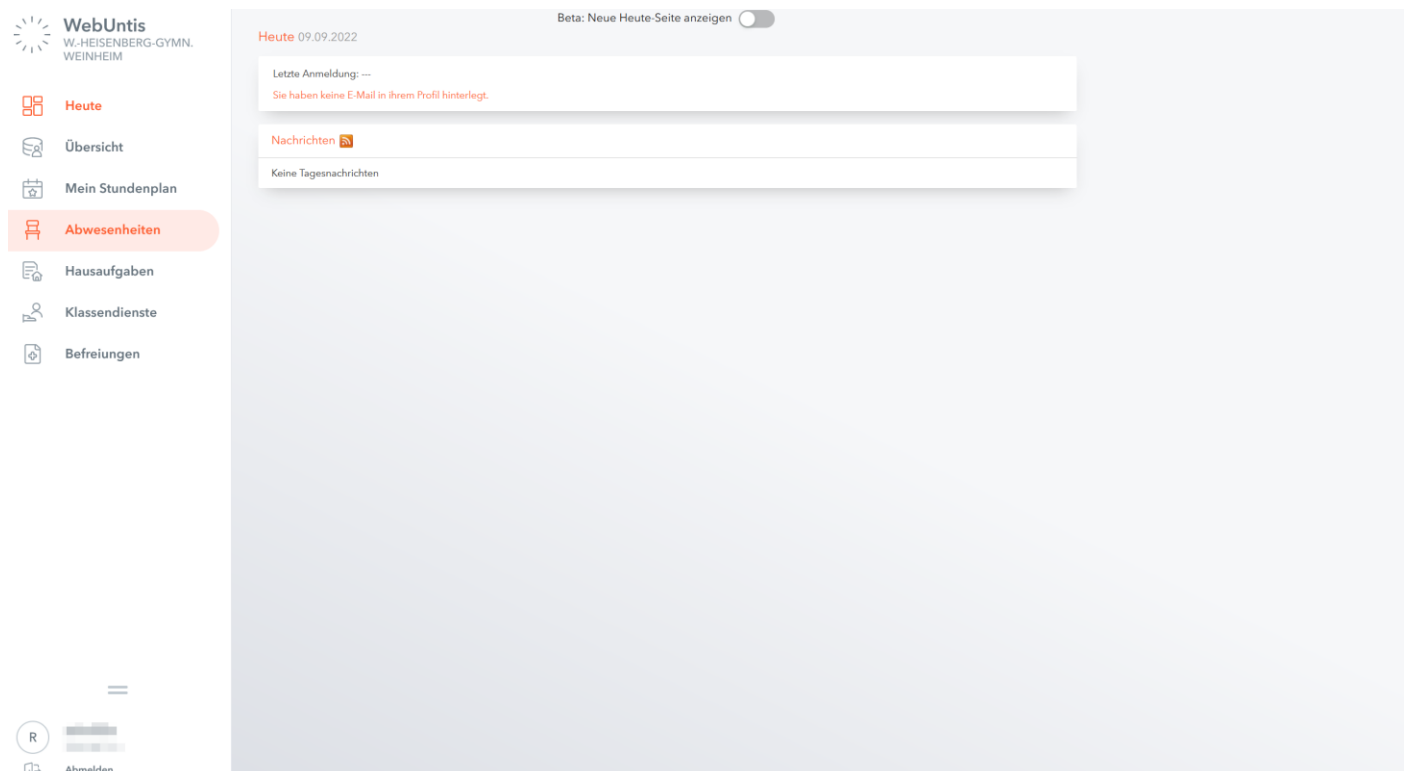 WebUntis
W.-HEISENBERG-GYMN.
WEINHEIM
Heute
Übersicht
Mein Stundenplan
Abwesenheiten
Hausaufgaben
Klassendienste
Befreiungen
R
Abmelden
Beta: Neue Heute-Seite anzeigen
Heute 09.09.2022
Letzte Anmeldung: ---
Sie haben keine E-Mail in ihrem Profil hinterlegt.
Nachrichten
Keine Tagesnachrichten